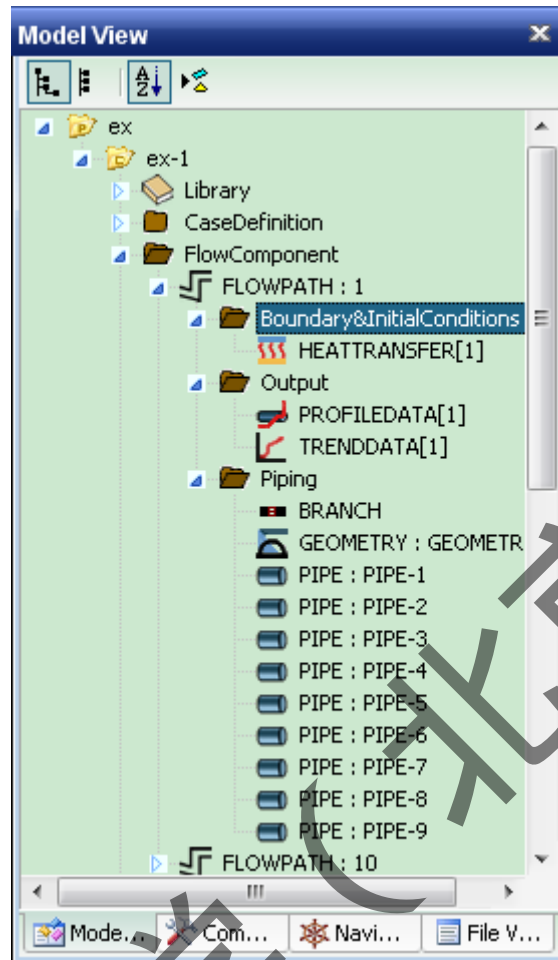 Model View
ex
ex-1
Library
CaseDefinition
FlowComponent
FLOWPATH : 1
Boundary&InitialConditions
HEATTRANSFER[1]
Output
PROFILEDATA[1]
TRENDDATA[1]
Piping
BRANCH
GEOMETRY : GEOMETR
PIPE : PIPE-1
PIPE : PIPE-2
PIPE : PIPE-3
PIPE : PIPE-4
PIPE : PIPE-5
PIPE : PIPE-6
PIPE : PIPE-7
PIPE : PIPE-8
PIPE : PIPE-9
FLOWPATH : 10
Mode... Com... Navi... File V...